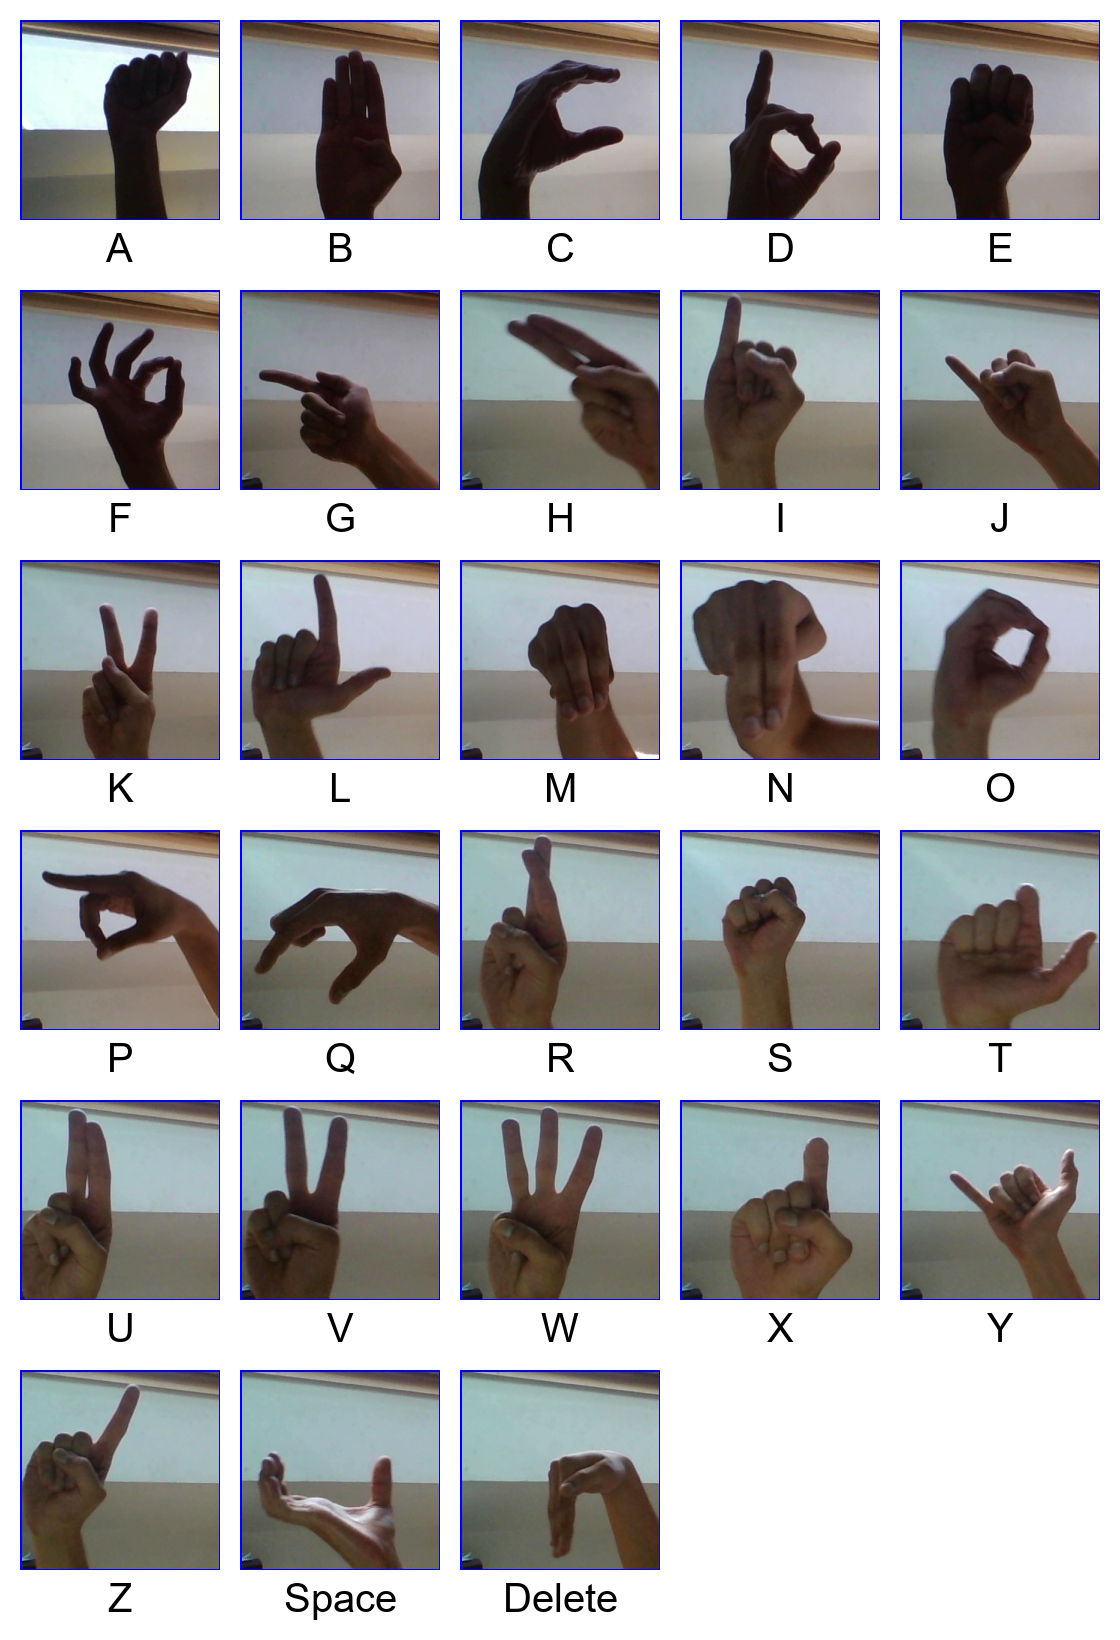 A B C D E
F G H I J
K L M N O
P Q R S T
U V W X Y
Z Space Delete